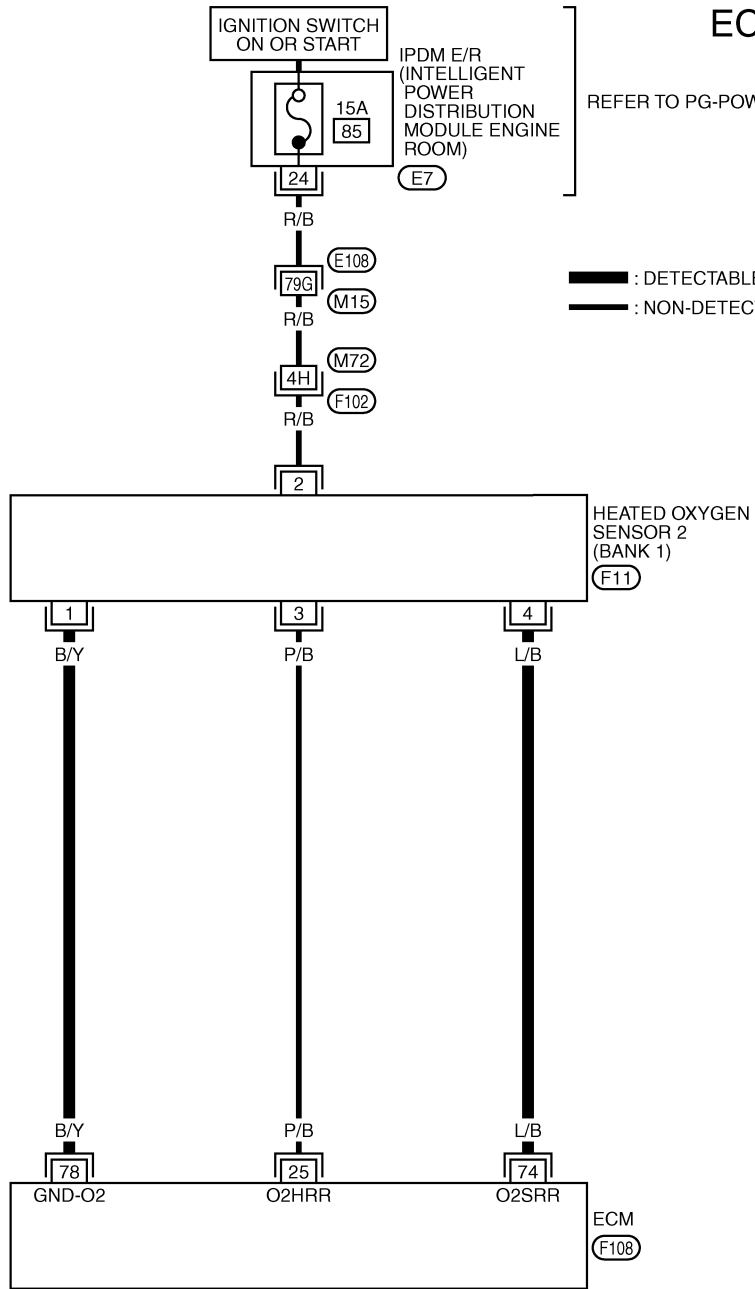 EC
IGNITION SWITCH
ON OR START
IPDM E/R
(INTELLIGENT
POWER
DISTRIBUTION
MODULE ENGINE
ROOM)
15A
85
REFER TO PG-POW
24
E7
R/B
E108
79G
M15
: DETECTABLE
: NON-DETECT
R/B
M72
4H
F102
R/B
2
HEATED OXYGEN
SENSOR 2
(BANK 1)
F11
1
3
4
B/Y
P/B
L/B
B/Y
P/B
L/B
78
25
74
GND-O2
O2HRR
O2SRR
ECM
F108